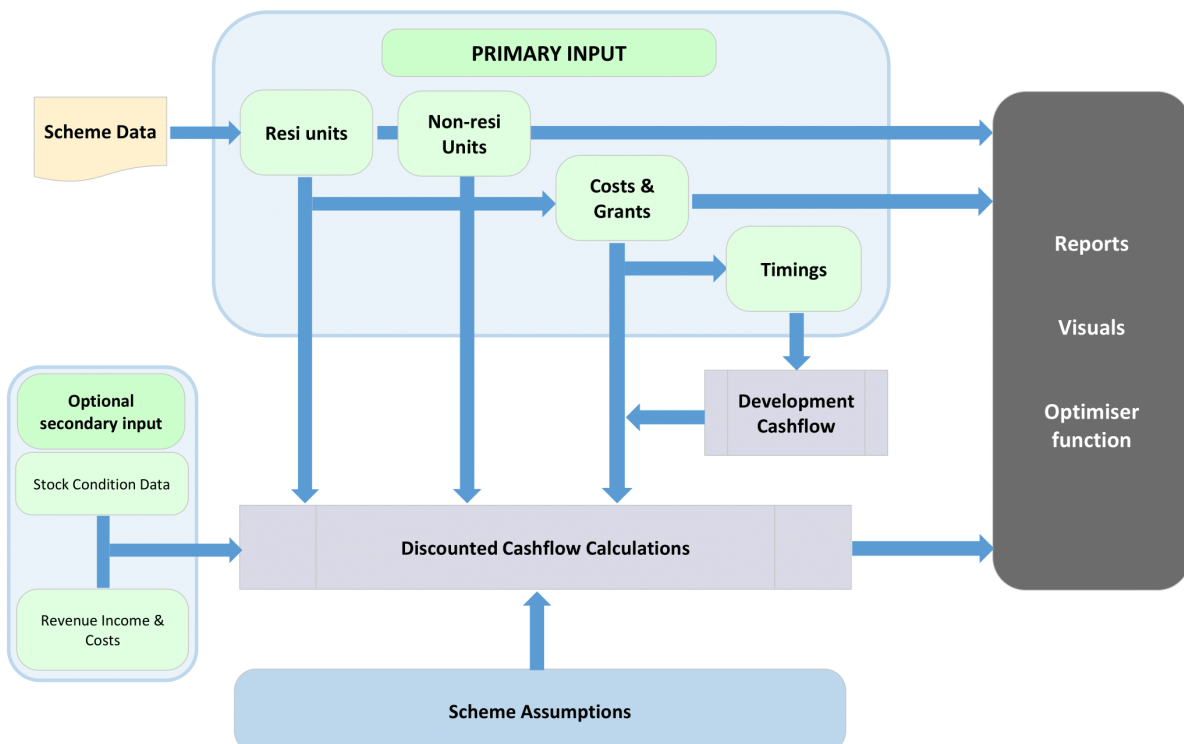 PRIMARY INPUT
Scheme Data
Resi units
Non-resi
Units
Costs &
Grants
Timings
Development
Cashflow
Reports
Visuals
Optimiser
function
Optional
secondary input
Stock Condition Data
Revenue Income &
Costs
Discounted Cashflow Calculations
Scheme Assumptions